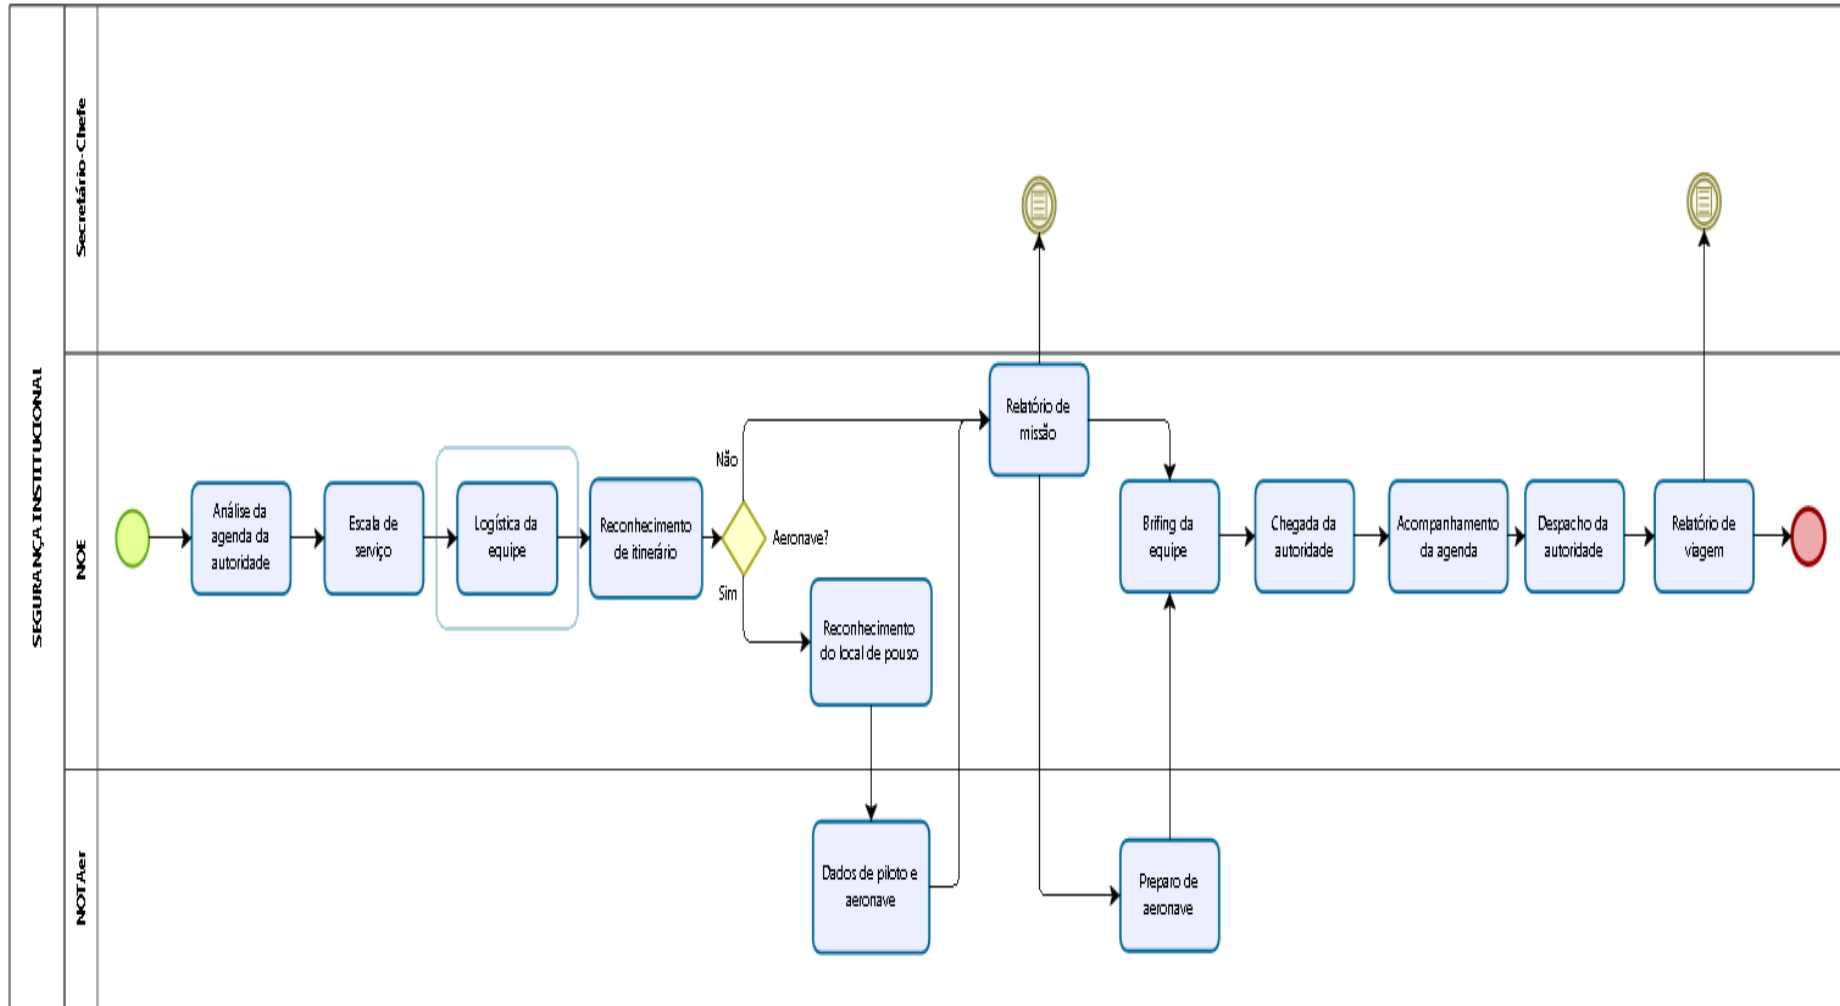 SEGURANÇA INSTITUCIONAL
Secretário-Chefe
NOE
NOTAer
Análise da
agenda da
autoridade
Escala de
serviço
Logística da
equipe
Reconhecimento
de itinerário
Não
Aeronave?
Sim
Reconhecimento
do local de pouso
Dados de piloto e
aeronave
Relatório de
missão
Preparo de
aeronave
Brifing da
equipe
Chegada da
autoridade
Acompanhamento
da agenda
Despacho da
autoridade
Relatório de
viagem